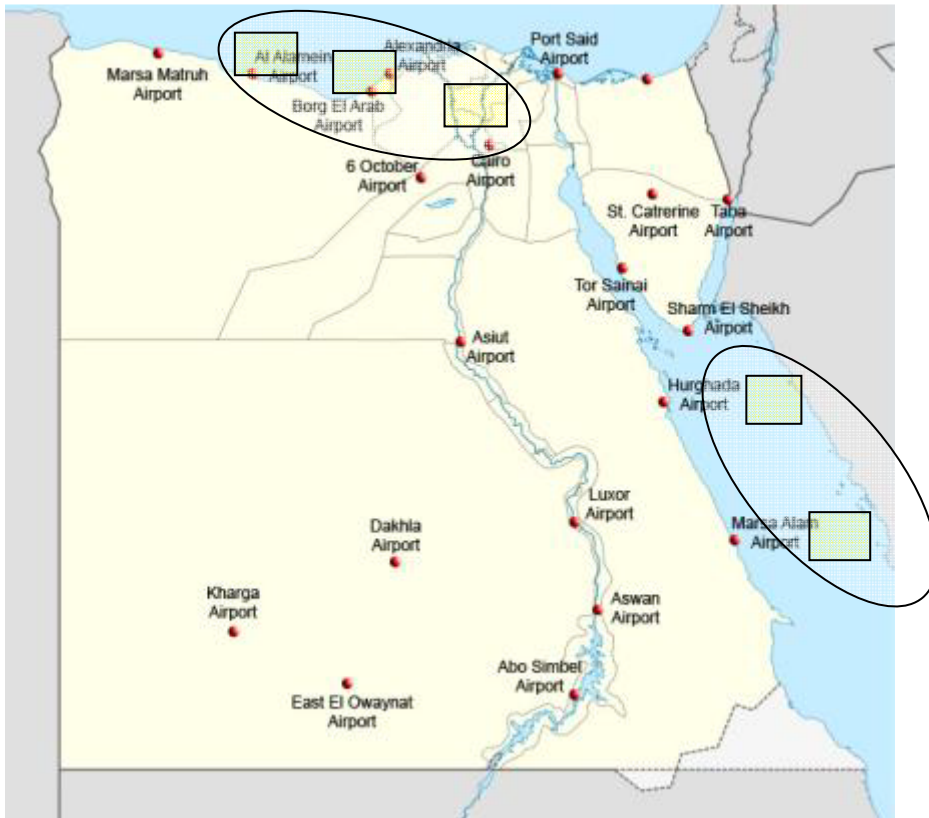 Port Said
Airport
Alexandria
Airport
Al Alamein
Airport
Marsa Matruh
Airport
Borg El Arab
Airport
Cairo
Airport
6 October
Airport
St. Catrerine
Airport
Taba
Airport
Tor Sainai
Airport
Sharm El Sheikh
Airport
Asiut
Airport
Hurghada
Airport
Luxor
Airport
Marsa Alam
Airport
Dakhla
Airport
Kharga
Airport
Aswan
Airport
Abo Simbel
Airport
East El Owaynat
Airport